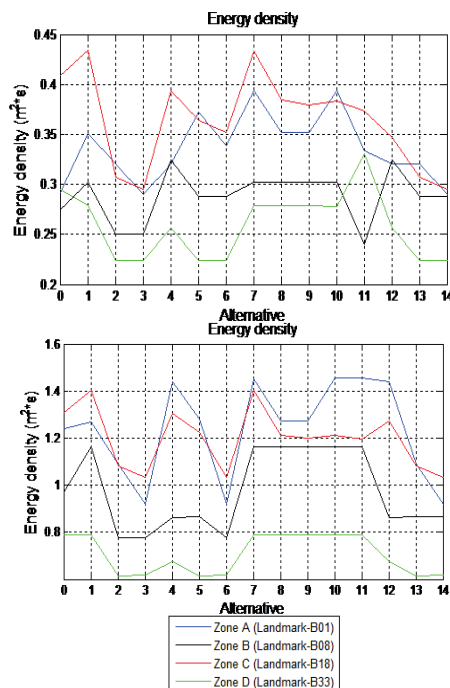 Energy density
0.45
0.4
0.35
0.3
0.25
0.2
Energy density (m²*s)
0 1 2 3 4 5 6 7 8 9 10 11 12 13 14
Alternative
Energy density
1.6
1.4
1.2
1
0.8
Energy density (m²*s)
0 1 2 3 4 5 6 7 8 9 10 11 12 13 14
Alternative
Zone A (Landmark-B01)
Zone B (Landmark-B08)
Zone C (Landmark-B18)
Zone D (Landmark-B33)